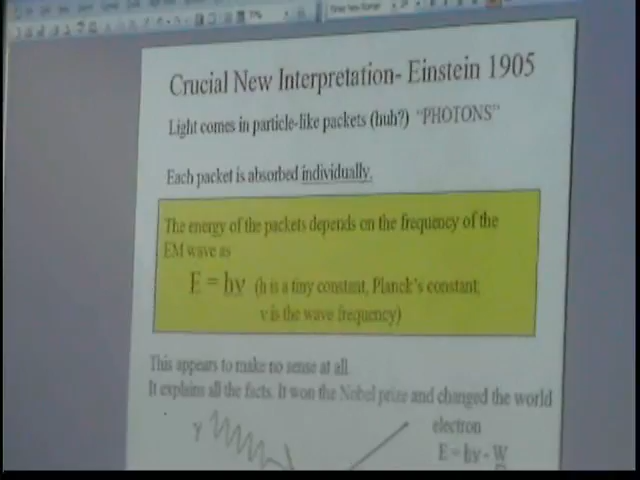 Crucial New Interpretation- Einstein 1905
Light comes in particle-like packets (huh?) "PHOTONS"
Each packet is absorbed individually.
The energy of the packets depends on the frequency of the
EM wave as
E = hν (h is a tiny constant, Planck's constant;
ν is the wave frequency)
This appears to make no sense at all.
It explains all the facts. It won the Nobel prize and changed the world
γ
electron
E = hν - W